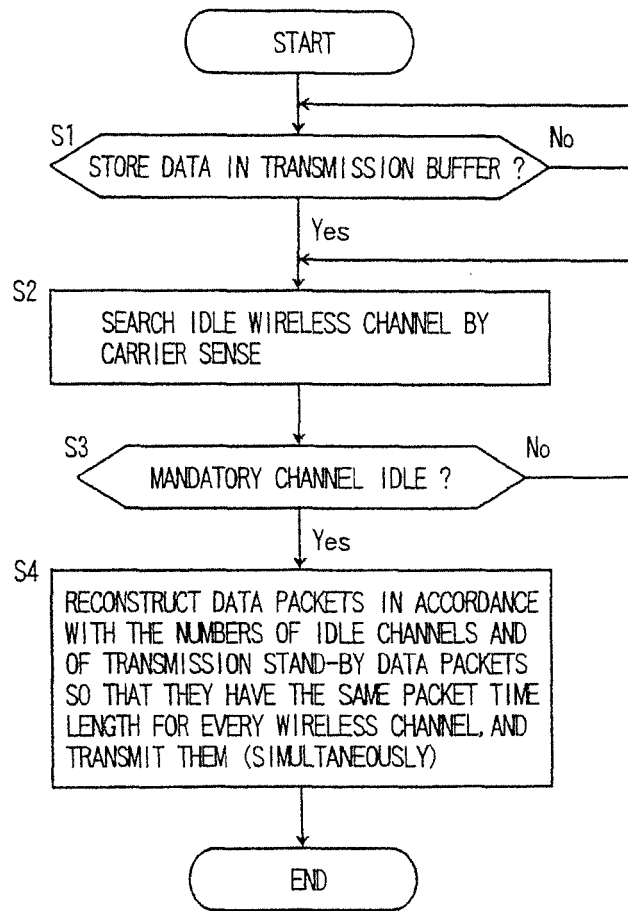 START
S1
STORE DATA IN TRANSMISSION BUFFER ?
No
Yes
S2
SEARCH IDLE WIRELESS CHANNEL BY
CARRIER SENSE
S3
MANDATORY CHANNEL IDLE ?
No
Yes
S4
RECONSTRUCT DATA PACKETS IN ACCORDANCE
WITH THE NUMBERS OF IDLE CHANNELS AND
OF TRANSMISSION STAND-BY DATA PACKETS
SO THAT THEY HAVE THE SAME PACKET TIME
LENGTH FOR EVERY WIRELESS CHANNEL, AND
TRANSMIT THEM (SIMULTANEOUSLY)
END